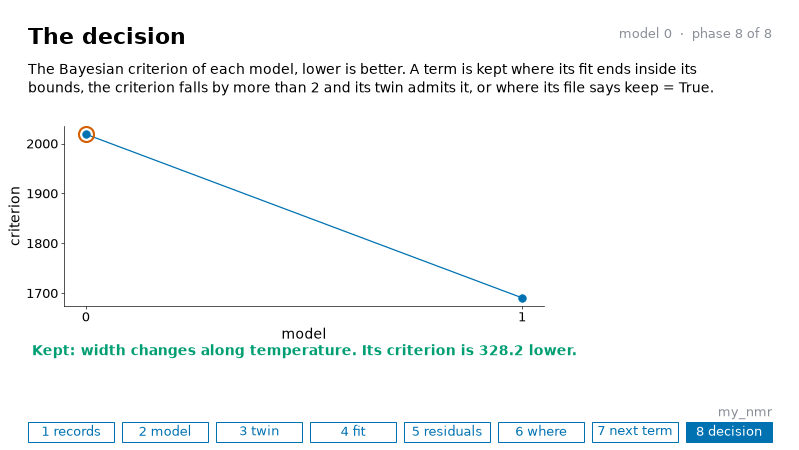 The decision
model 0 · phase 8 of 8
The Bayesian criterion of each model, lower is better. A term is kept where its fit ends inside its
bounds, the criterion falls by more than 2 and its twin admits it, or where its file says keep = True.
2000
1900
1800
1700
criterion
0
1
model
Kept: width changes along temperature. Its criterion is 328.2 lower.
my_nmr
1 records
2 model
3 twin
4 fit
5 residuals
6 where
7 next term
8 decision